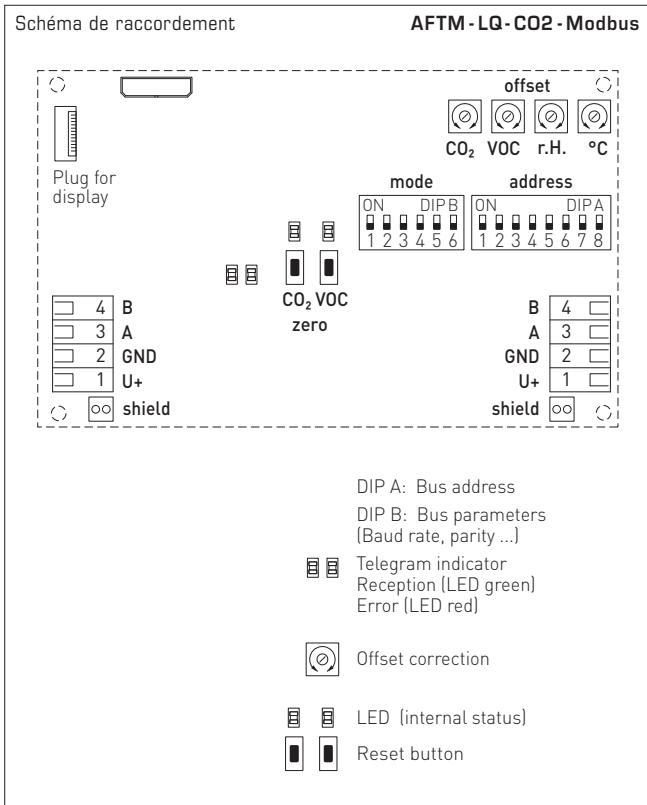 Schéma de raccordement
AFTM-LQ-CO2-Modbus
offset
CO₂ VOC r.H. °C
Plug for
display
mode
address
ON DIP B
1 2 3 4 5 6
ON DIP A
1 2 3 4 5 6 7 8
CO₂ VOC
zero
4 B
3 A
2 GND
1 U+
shield
B 4
A 3
GND 2
U+ 1
shield
DIP A: Bus address
DIP B: Bus parameters
(Baud rate, parity ...)
Telegram indicator
Reception (LED green)
Error (LED red)
Offset correction
LED (internal status)
Reset button